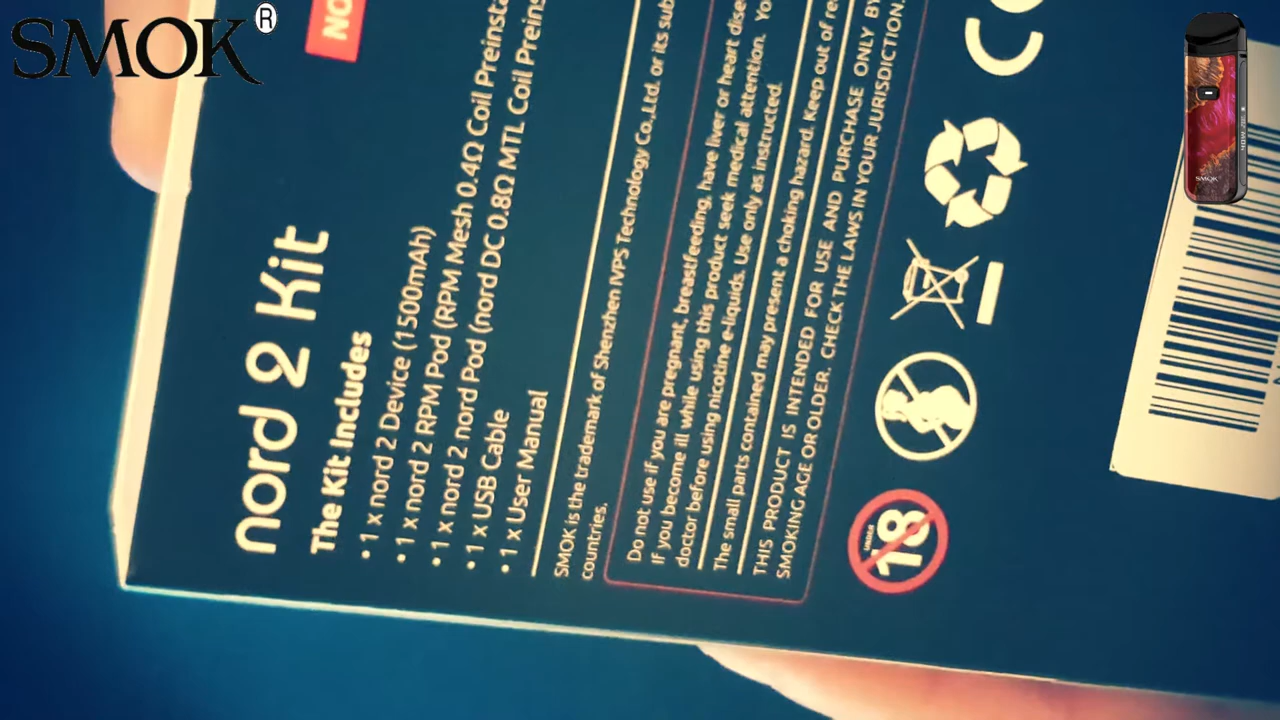 SMOK®
NO
nord 2 Kit
The Kit Includes
• 1 x nord 2 Device (1500mAh)
• 1 x nord 2 RPM Pod (RPM Mesh 0.4Ω Coil
• 1 x nord 2 nord Pod (nord DC 0.8Ω MTL Coil
• 1 x USB Cable
• 1 x User Manual
SMOK is the trademark of Shenzhen IVPS Technology Co.,Ltd. or its
countries.
Do not use if you are pregnant, breastfeeding, have liver or heart
If you become ill while using this product seek medical attention.
doctor before using nicotine e-liquids. Use only as instructed.
The small parts contained may present a choking hazard. Keep out of
THIS PRODUCT IS INTENDED FOR USE AND PURCHASE ONLY BY
SMOKING AGE OR OLDER. CHECK THE LAWS IN YOUR JURISDICTION.
UNDER
18
CE
SMOK